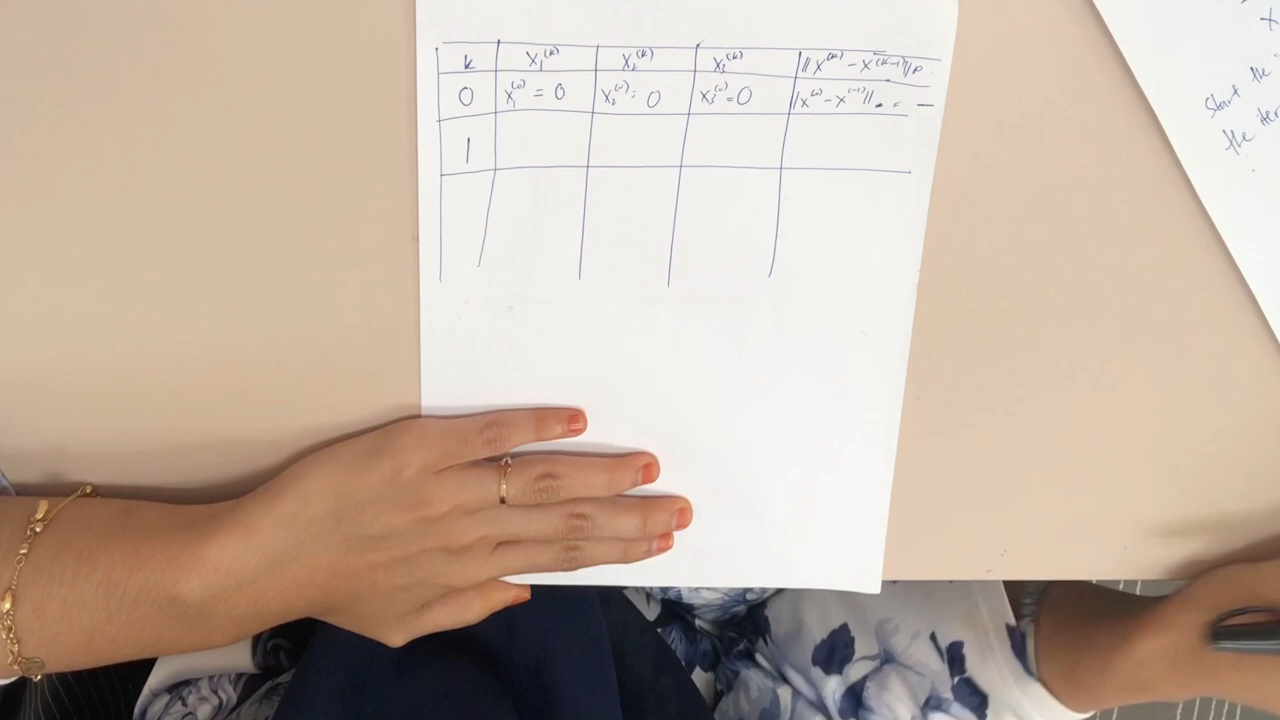 k x₁⁽ᵏ⁾ x₂⁽ᵏ⁾ x₃⁽ᵏ⁾ ||x⁽ᵏ⁾ - x⁽ᵏ⁻¹⁾||∞
0 x₁⁽⁰⁾ = 0 x₂⁽⁰⁾ = 0 x₃⁽⁰⁾ = 0 ||x⁽⁰⁾ - x⁽⁻¹⁾||∞ = —
1
x
Start the
the